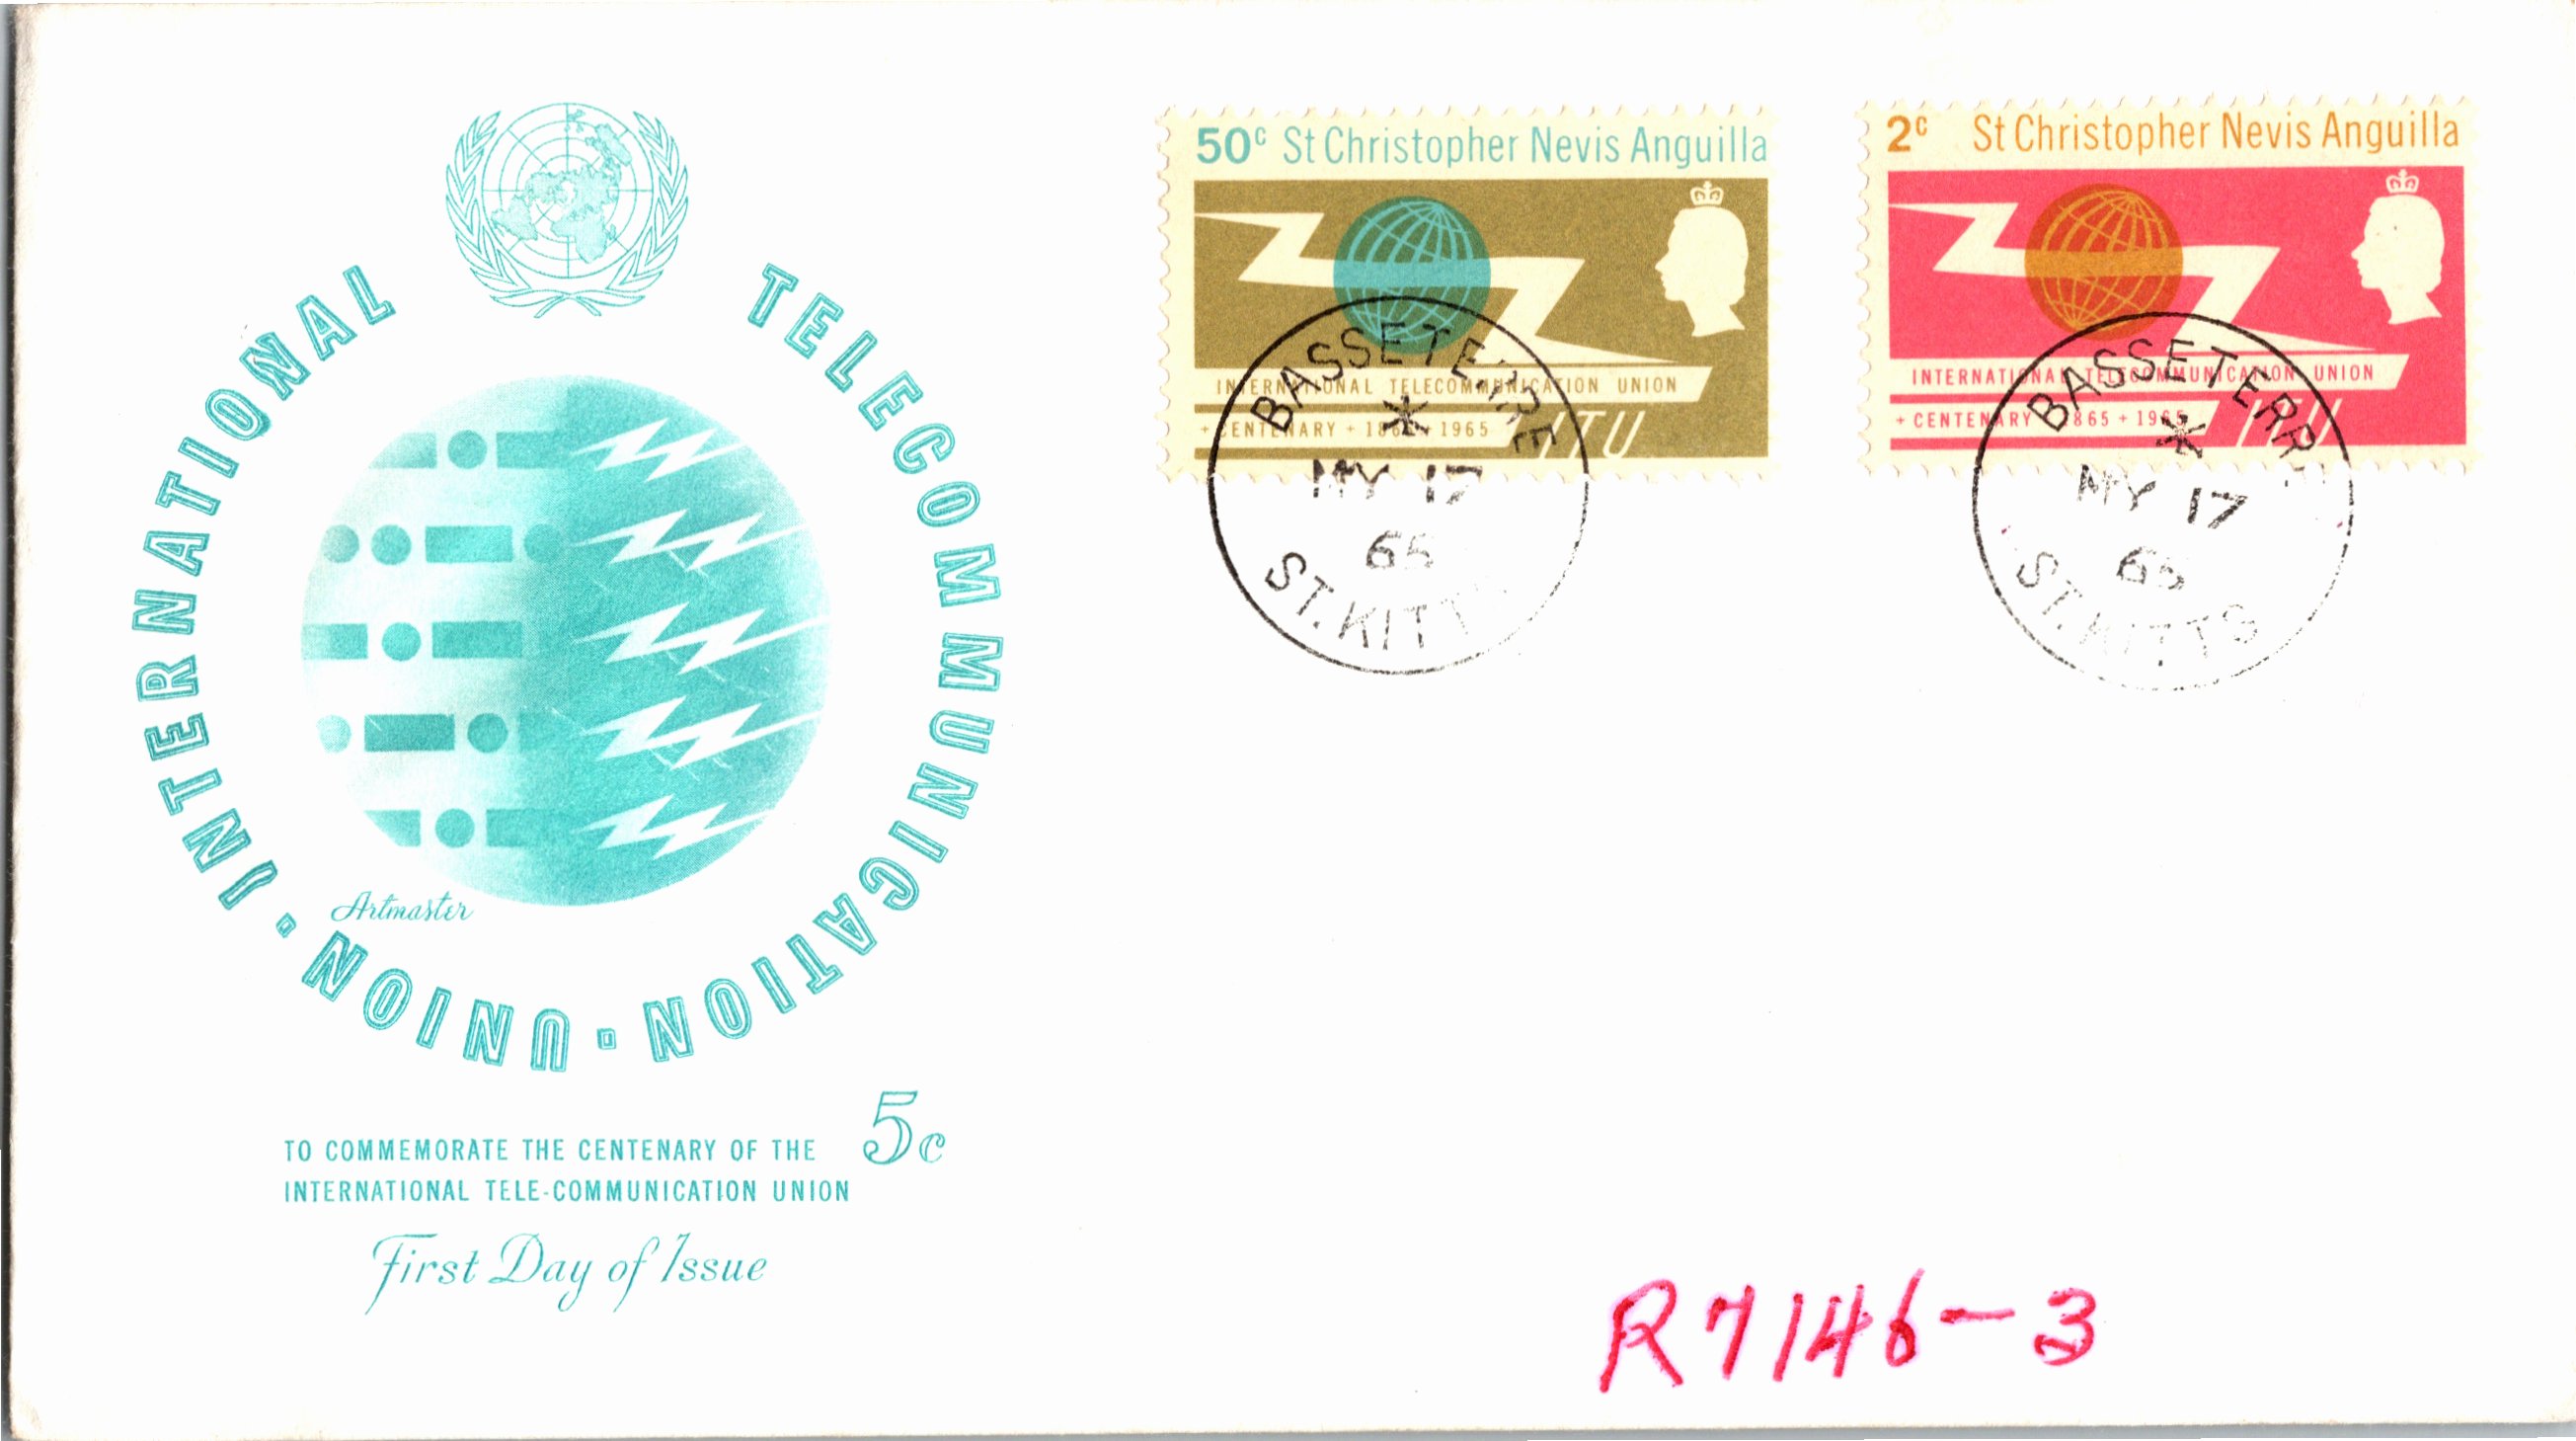 INTERNATIONAL TELECOMMUNICATION · UNION ·
Artmaster
5c
TO COMMEMORATE THE CENTENARY OF THE
INTERNATIONAL TELE-COMMUNICATION UNION
First Day of Issue
50c St Christopher Nevis Anguilla
INTERNATIONAL TELECOMMUNICATION UNION
+ CENTENARY + 1865 + 1965
ITU
BASSETERRE
MY 17
65
ST. KITTS
2c St Christopher Nevis Anguilla
INTERNATIONAL TELECOMMUNICATION UNION
+ CENTENARY + 1865 + 1965
ITU
BASSETERRE
MY 17
65
ST. KITTS
R7146-3